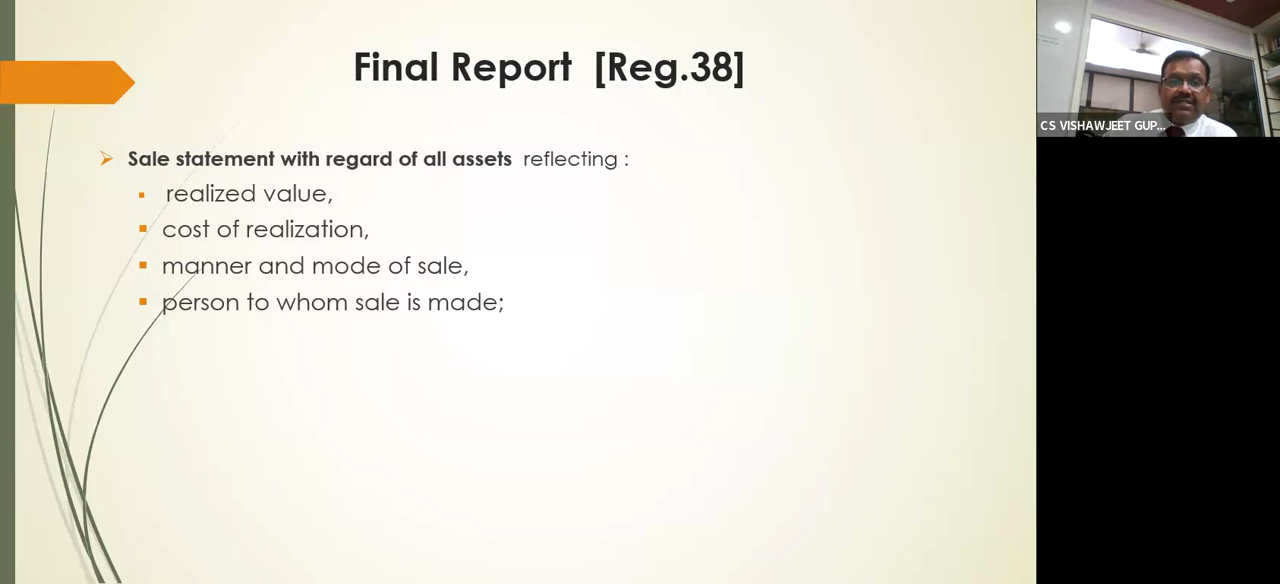 Final Report [Reg.38]
Sale statement with regard of all assets reflecting :
realized value,
cost of realization,
manner and mode of sale,
person to whom sale is made;
CS VISHAWJEET GUP...